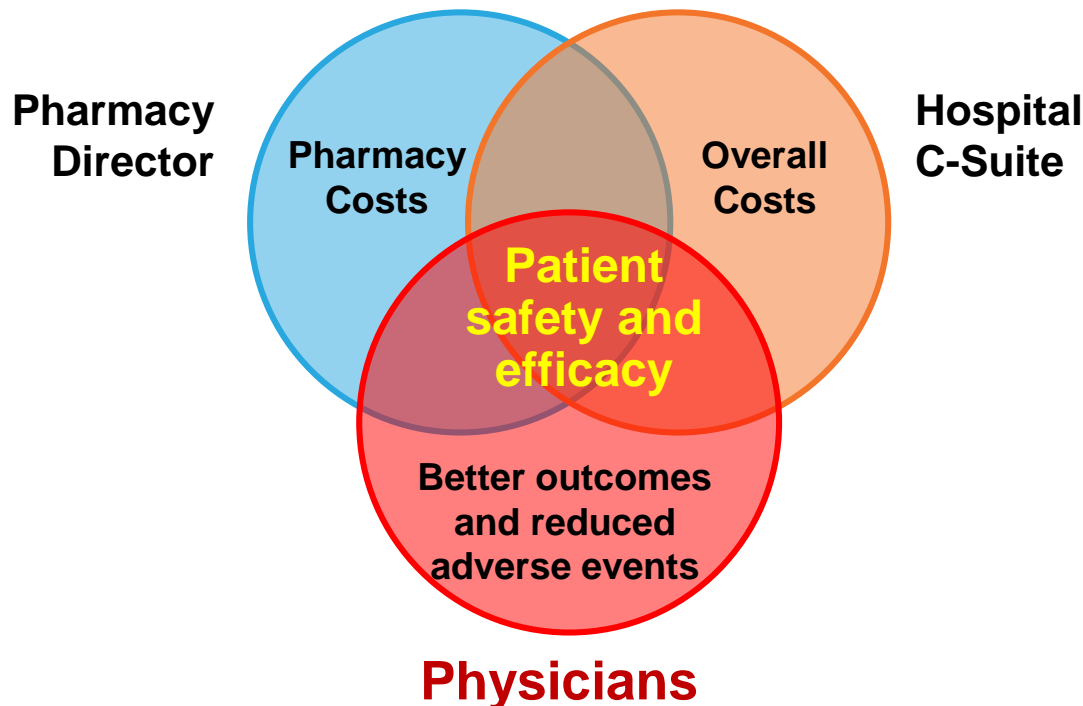 Pharmacy
Director
Pharmacy
Costs
Overall
Costs
Hospital
C-Suite
Patient
safety and
efficacy
Better outcomes
and reduced
adverse events
Physicians